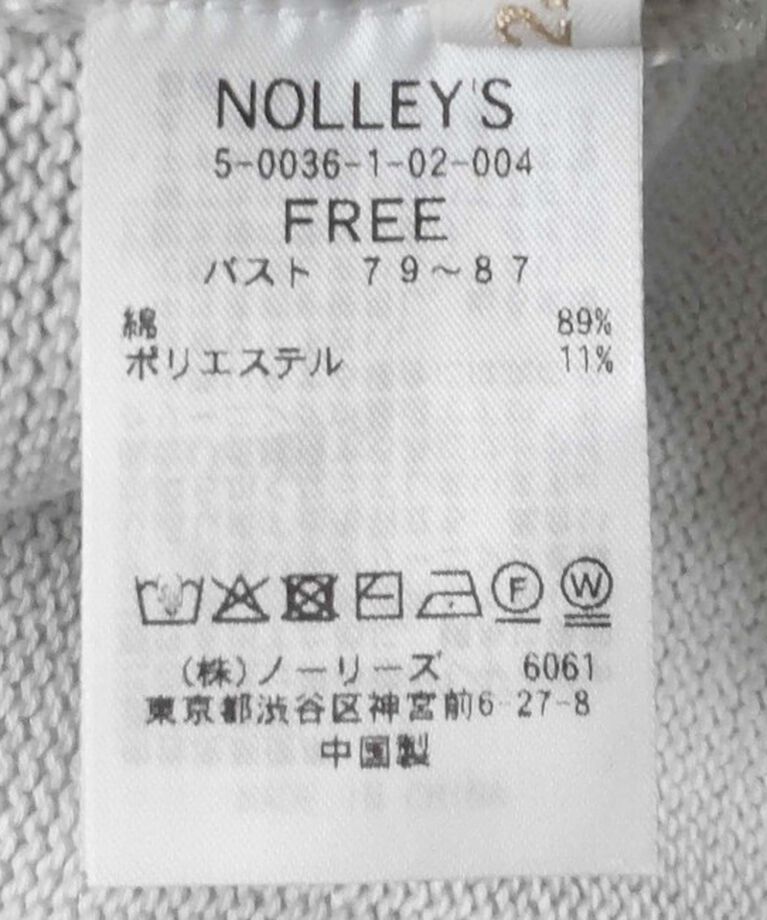 NOLLEY'S
5-0036-1-02-004
FREE
バスト 79～87
綿 89%
ポリエステル 11%
F W
(株)ノーリーズ 6061
東京都渋谷区神宮前6-27-8
中国製